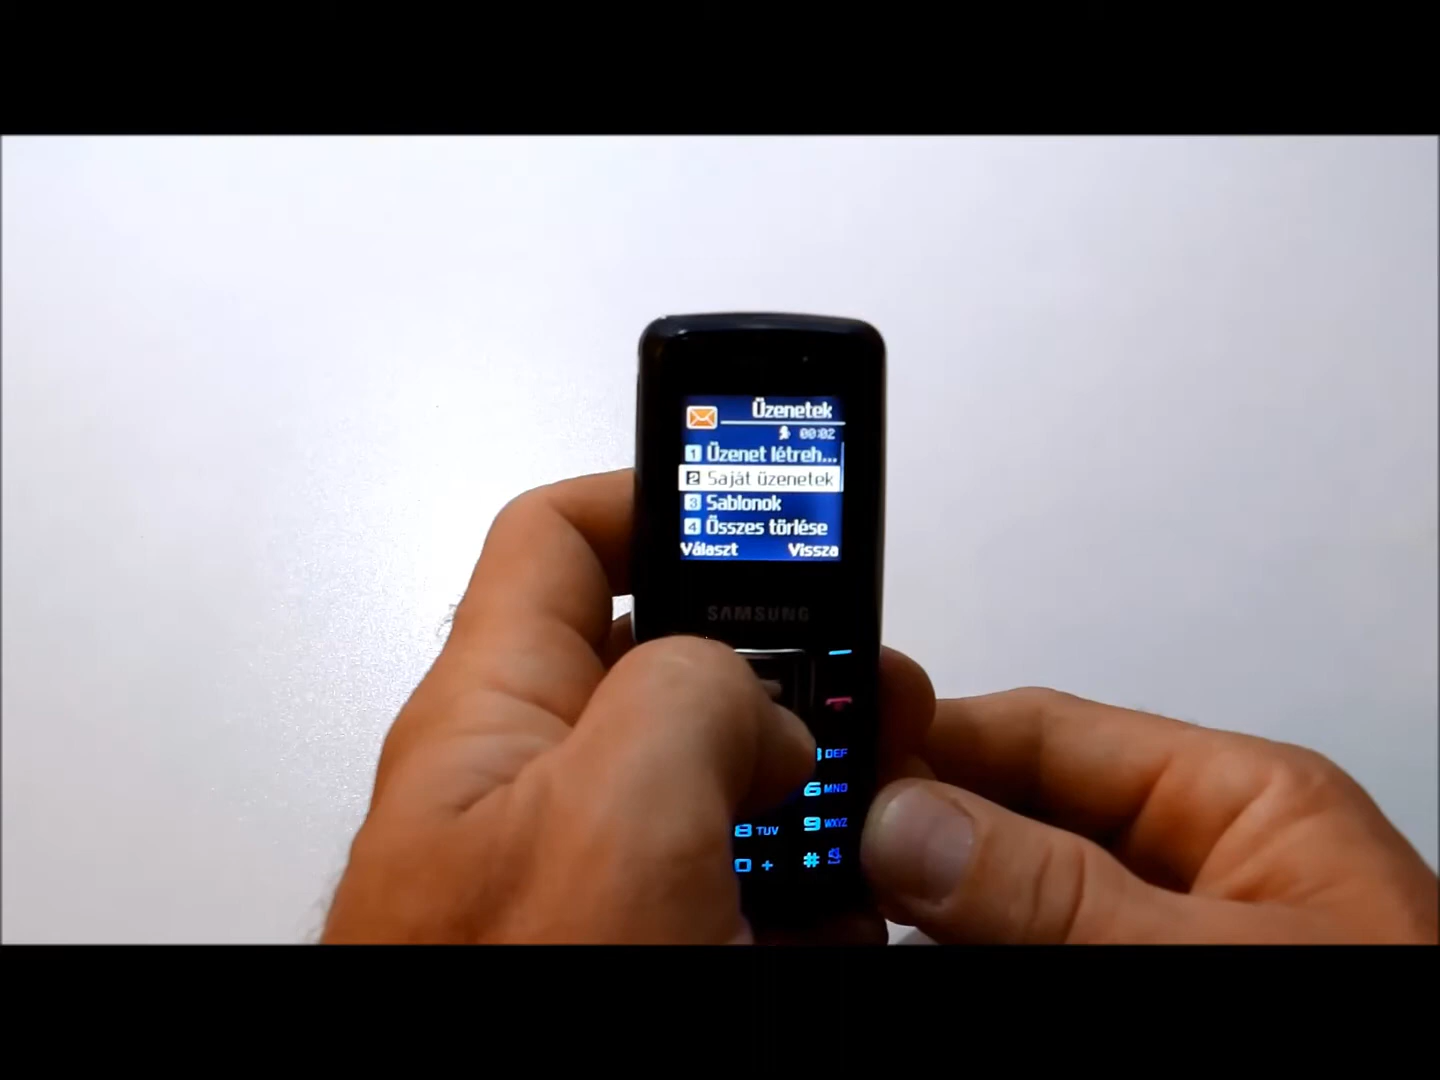 Üzenetek
00:02
1 Üzenet létreh...
2 Saját üzenetek
3 Sablonok
4 Összes törlése
Választ Vissza
SAMSUNG
DEF
6 MNO
8 TUV 9 WXYZ
0 + #